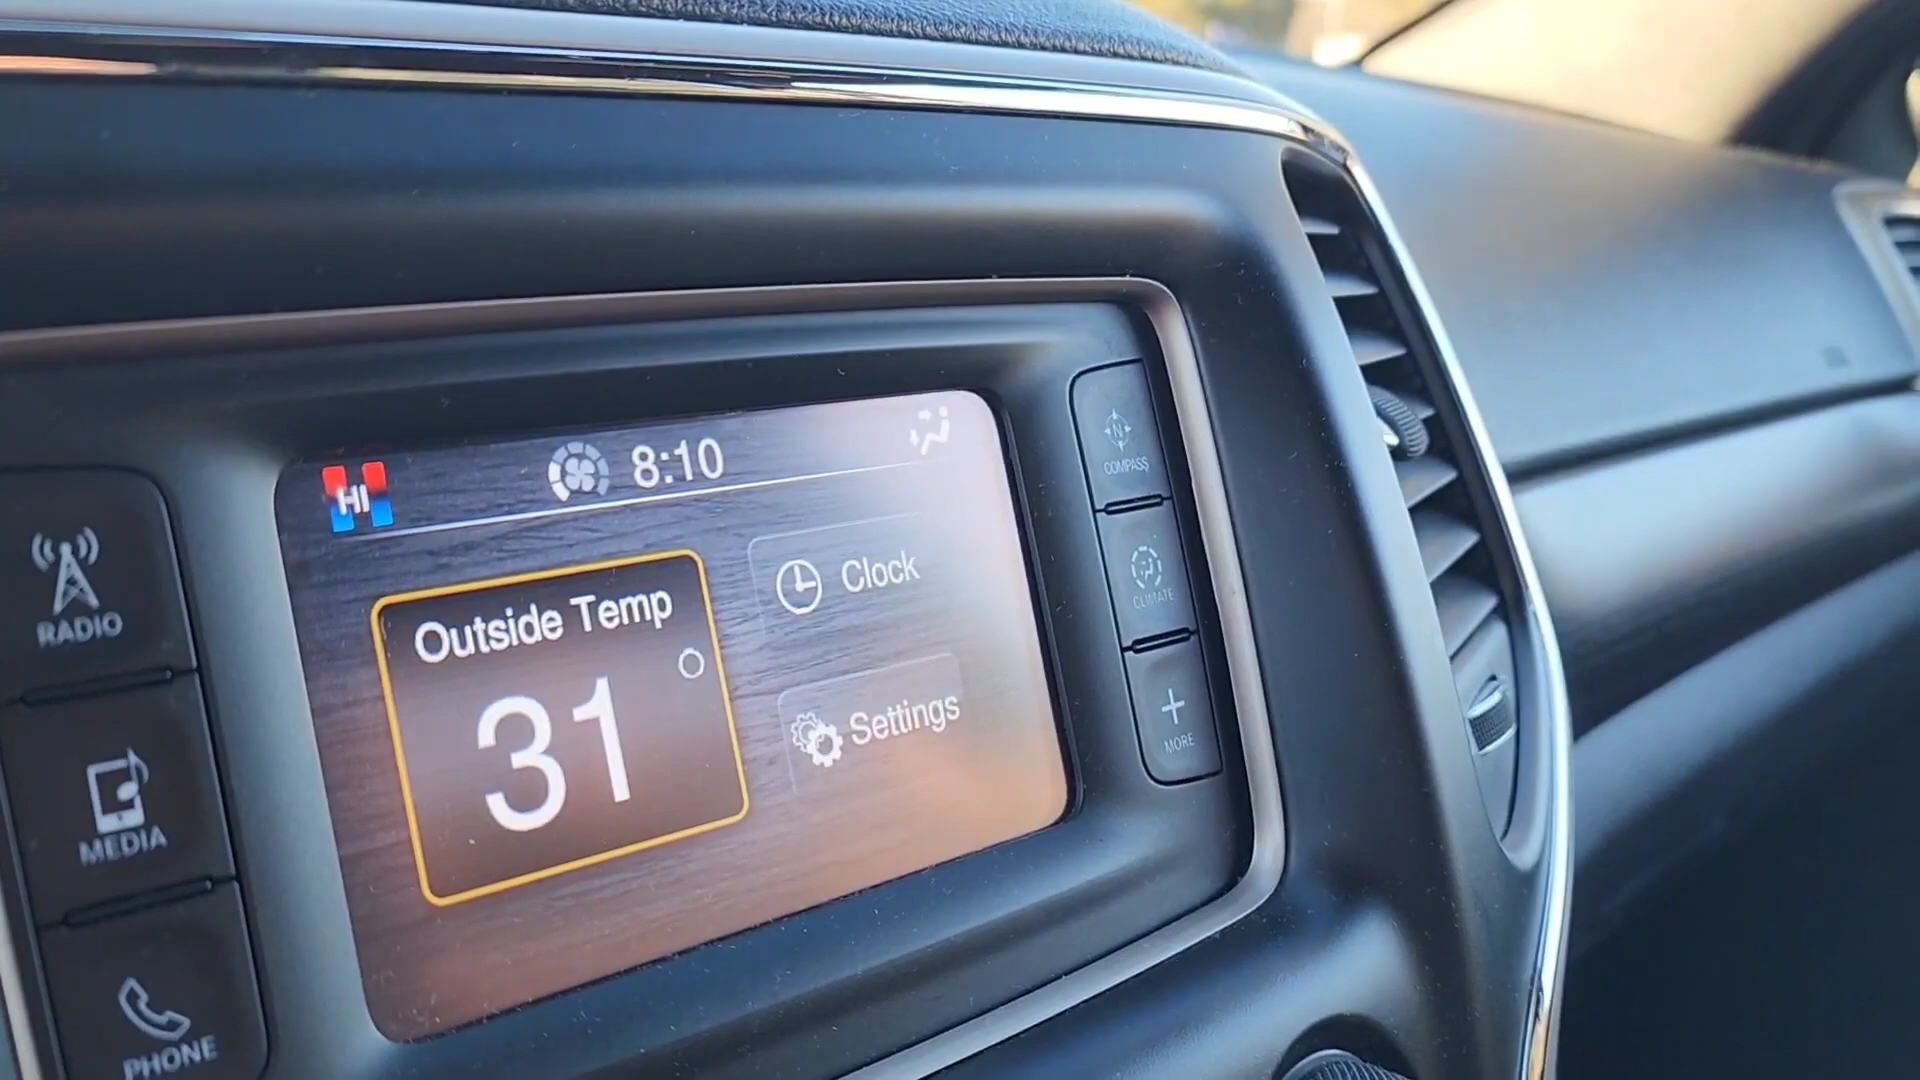 HI
8:10
Outside Temp
31°
Clock
Settings
RADIO
MEDIA
PHONE
N
COMPASS
CLIMATE
+
MORE